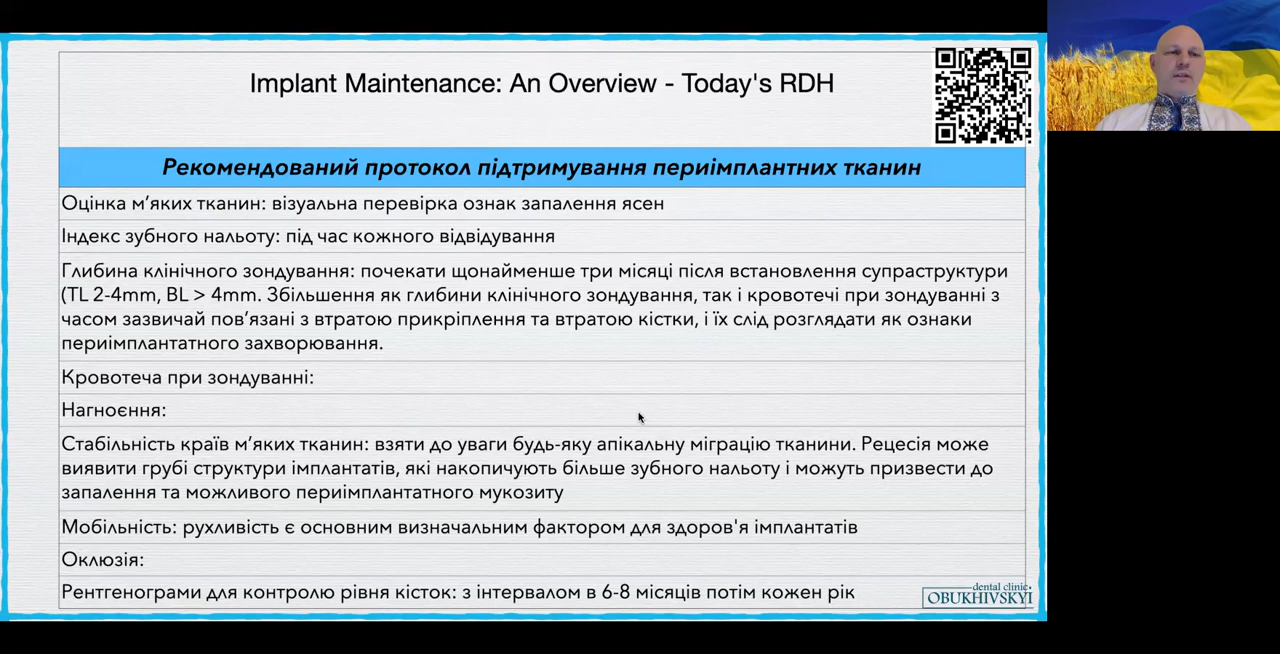 Implant Maintenance: An Overview - Today's RDH
Рекомендований протокол підтримування периімплантних тканин
Оцінка м’яких тканин: візуальна перевірка ознак запалення ясен
Індекс зубного нальоту: під час кожного відвідування
Глибина клінічного зондування: почекати щонайменше три місяці після встановлення супраструктури
(TL 2-4mm, BL > 4mm. Збільшення як глибини клінічного зондування, так і кровотечі при зондуванні з
часом зазвичай пов’язані з втратою прикріплення та втратою кістки, і їх слід розглядати як ознаки
периімплантатного захворювання.
Кровотеча при зондуванні:
Нагноєння:
Стабільність країв м’яких тканин: взяти до уваги будь-яку апікальну міграцію тканини. Рецесія може
виявити грубі структури імплантатів, які накопичують більше зубного нальоту і можуть призвести до
запалення та можливого периімплантатного мукозиту
Мобільність: рухливість є основним визначальним фактором для здоров'я імплантатів
Оклюзія:
Рентгенограми для контролю рівня кісток: з інтервалом в 6-8 місяців потім кожен рік
dental clinic
OBUKHIVSKYI